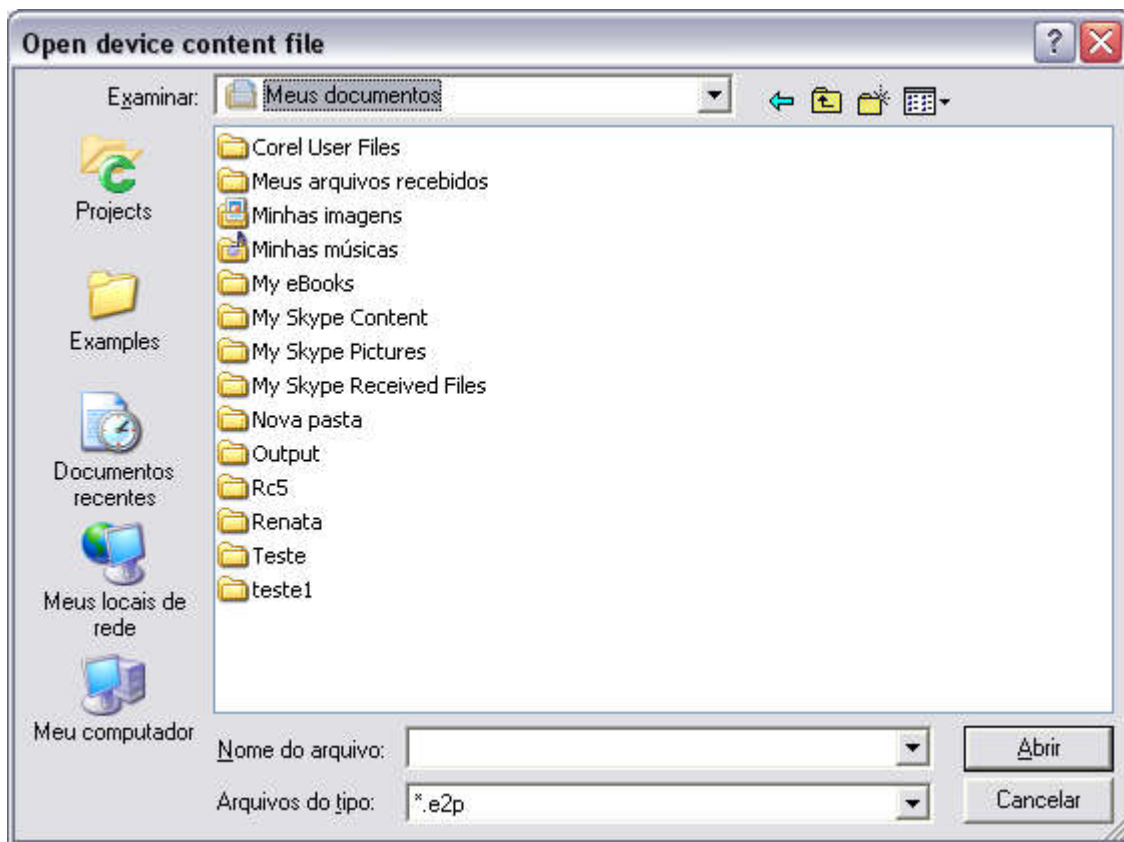 Open device content file
Examinar:
Meus documentos
Projects
Examples
Documentos
recentes
Meus locais de
rede
Meu computador
Corel User Files
Meus arquivos recebidos
Minhas imagens
Minhas músicas
My eBooks
My Skype Content
My Skype Pictures
My Skype Received Files
Nova pasta
Output
Rc5
Renata
Teste
teste1
Nome do arquivo:
Abrir
Arquivos do tipo:
*.e2p
Cancelar